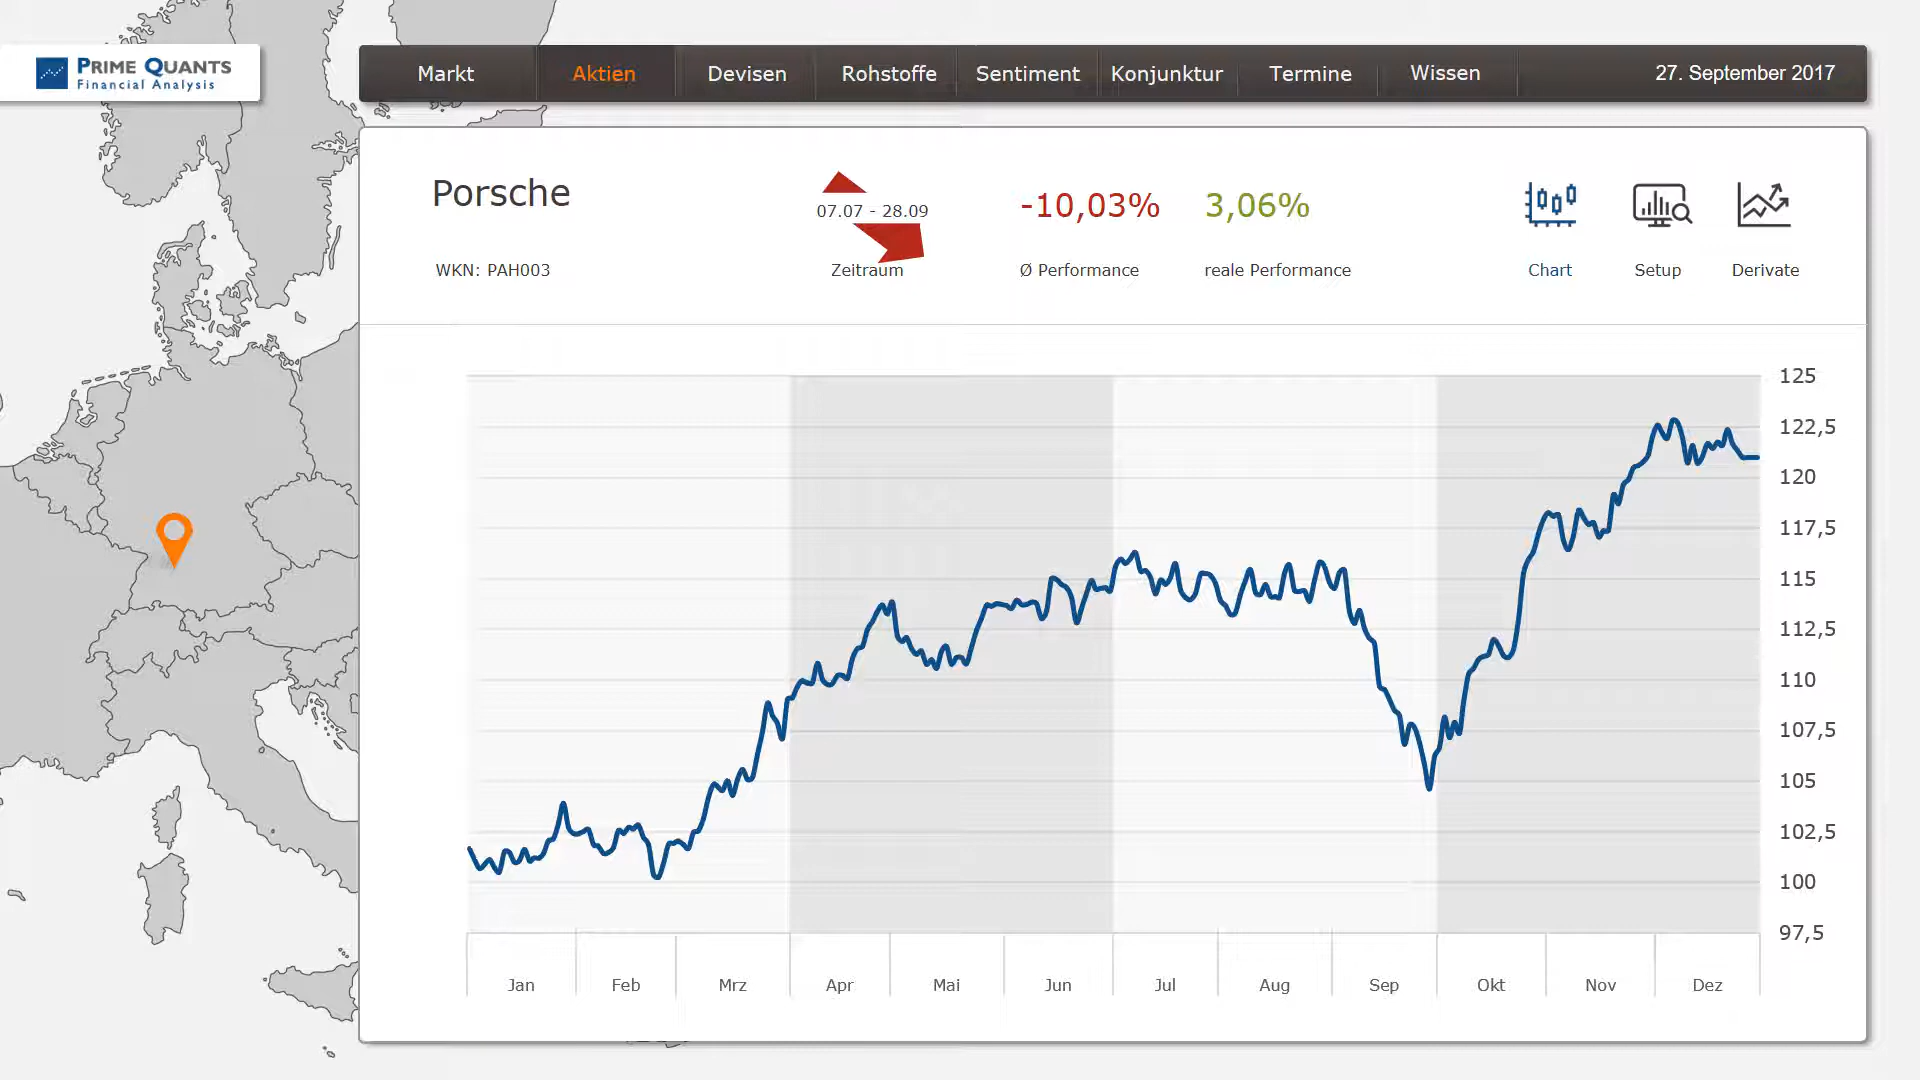 PRIME QUANTS
Financial Analysis
Markt
Aktien
Devisen
Rohstoffe
Sentiment
Konjunktur
Termine
Wissen
27. September 2017
Porsche
WKN: PAH003
07.07 - 28.09
Zeitraum
-10,03%
Ø Performance
3,06%
reale Performance
Chart
Setup
Derivate
125
122,5
120
117,5
115
112,5
110
107,5
105
102,5
100
97,5
Jan
Feb
Mrz
Apr
Mai
Jun
Jul
Aug
Sep
Okt
Nov
Dez